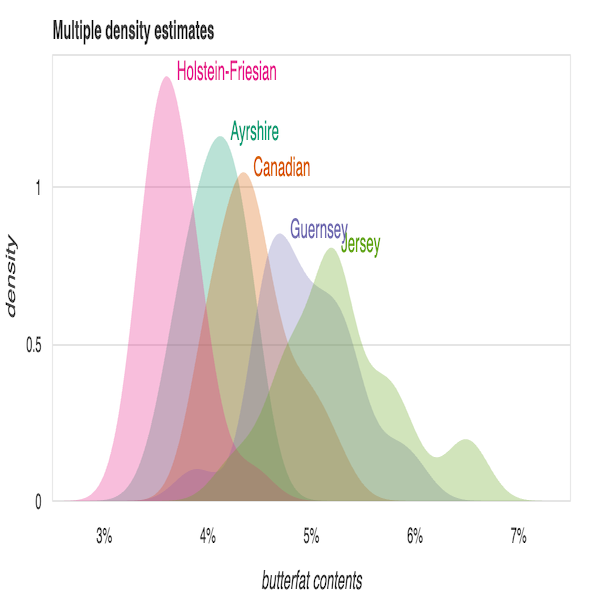 Multiple density estimates
Holstein-Friesian
Ayrshire
Canadian
Guernsey
Jersey
density
1
0.5
0
3% 4% 5% 6% 7%
butterfat contents